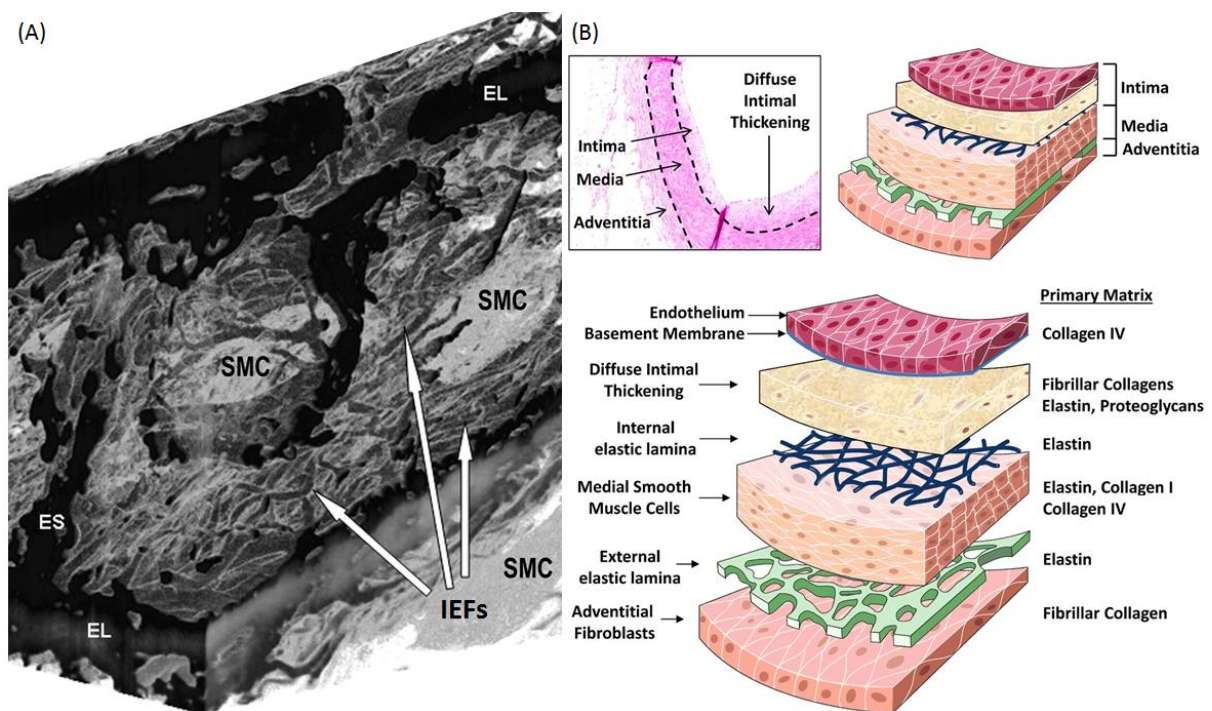 (A)
EL
SMC
SMC
ES
SMC
IEFs
EL
(B)
Diffuse
Intimal
Thickening
Intima
Media
Adventitia
Intima
Media
Adventitia
Primary Matrix
Endothelium
Basement Membrane
Collagen IV
Diffuse Intimal
Thickening
Fibrillar Collagens
Elastin, Proteoglycans
Internal
elastic lamina
Elastin
Medial Smooth
Muscle Cells
Elastin, Collagen I
Collagen IV
External
elastic lamina
Elastin
Adventitial
Fibroblasts
Fibrillar Collagen